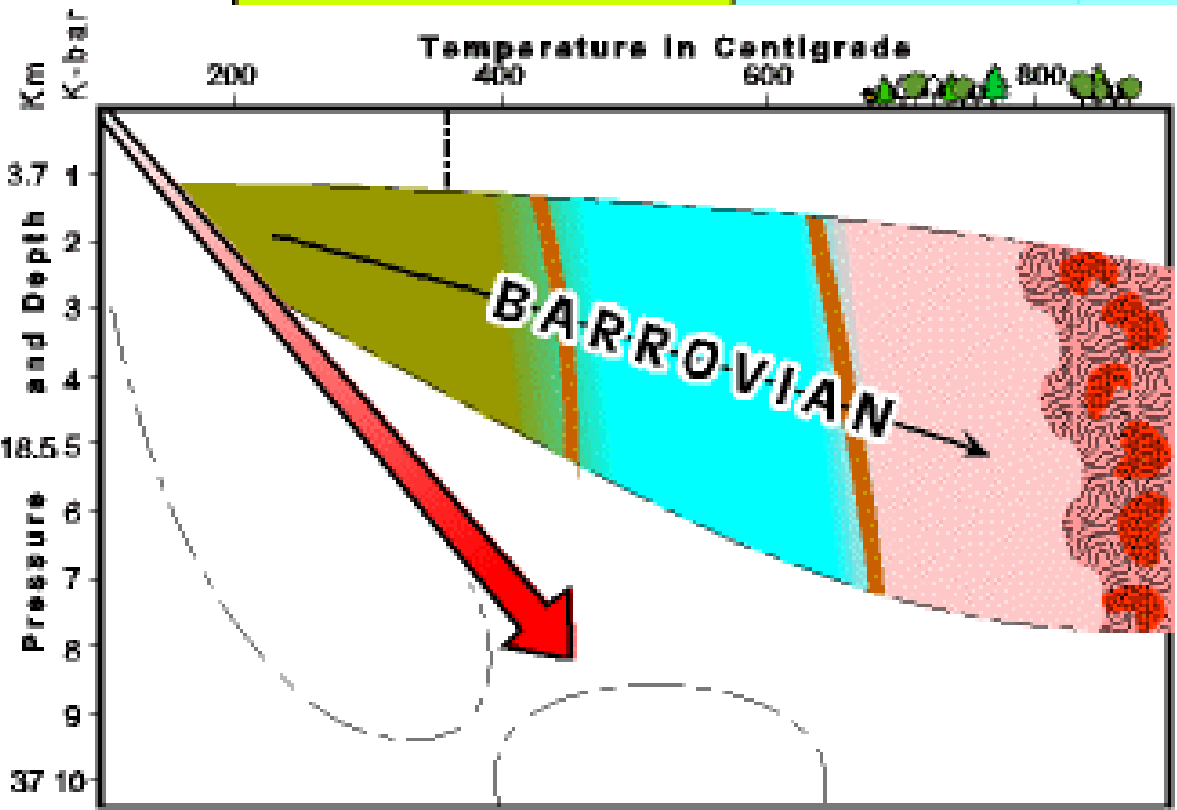 Temperature in Centigrade
200 400 600 800
Km
K-bar
3.7 1
2
3
4
18.5 5
6
7
8
9
37 10
Pressure and Depth
BARROVIAN